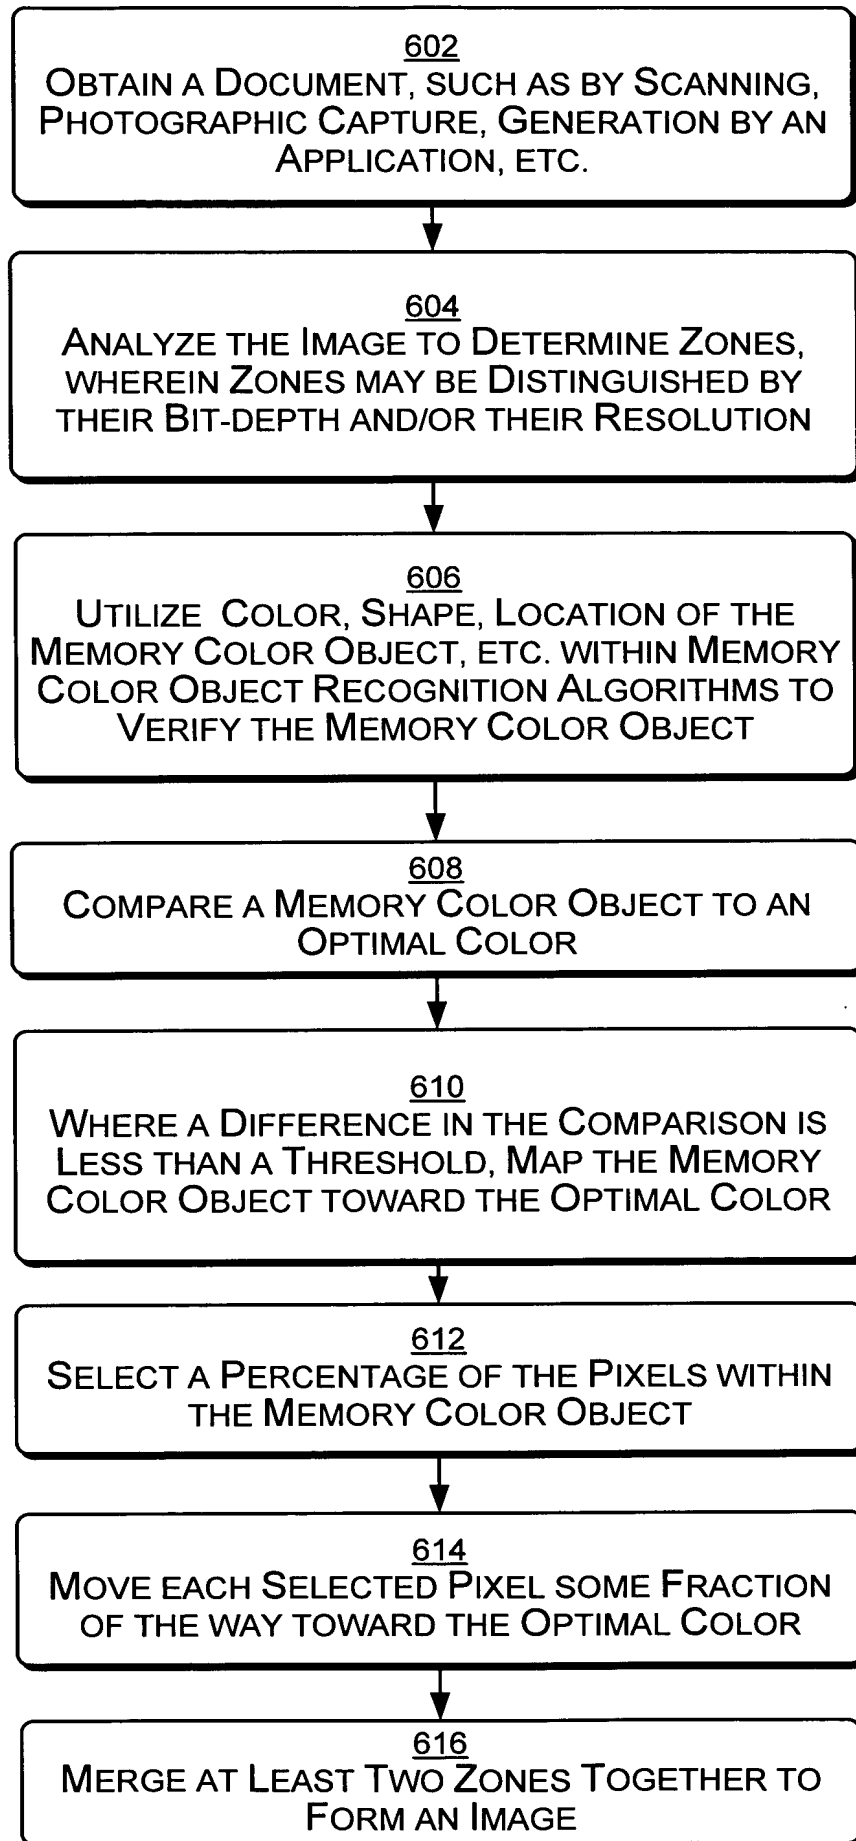 602
OBTAIN A DOCUMENT, SUCH AS BY SCANNING,
PHOTOGRAPHIC CAPTURE, GENERATION BY AN
APPLICATION, ETC.
604
ANALYZE THE IMAGE TO DETERMINE ZONES,
WHEREIN ZONES MAY BE DISTINGUISHED BY
THEIR BIT-DEPTH AND/OR THEIR RESOLUTION
606
UTILIZE COLOR, SHAPE, LOCATION OF THE
MEMORY COLOR OBJECT, ETC. WITHIN MEMORY
COLOR OBJECT RECOGNITION ALGORITHMS TO
VERIFY THE MEMORY COLOR OBJECT
608
COMPARE A MEMORY COLOR OBJECT TO AN
OPTIMAL COLOR
610
WHERE A DIFFERENCE IN THE COMPARISON IS
LESS THAN A THRESHOLD, MAP THE MEMORY
COLOR OBJECT TOWARD THE OPTIMAL COLOR
612
SELECT A PERCENTAGE OF THE PIXELS WITHIN
THE MEMORY COLOR OBJECT
614
MOVE EACH SELECTED PIXEL SOME FRACTION
OF THE WAY TOWARD THE OPTIMAL COLOR
616
MERGE AT LEAST TWO ZONES TOGETHER TO
FORM AN IMAGE